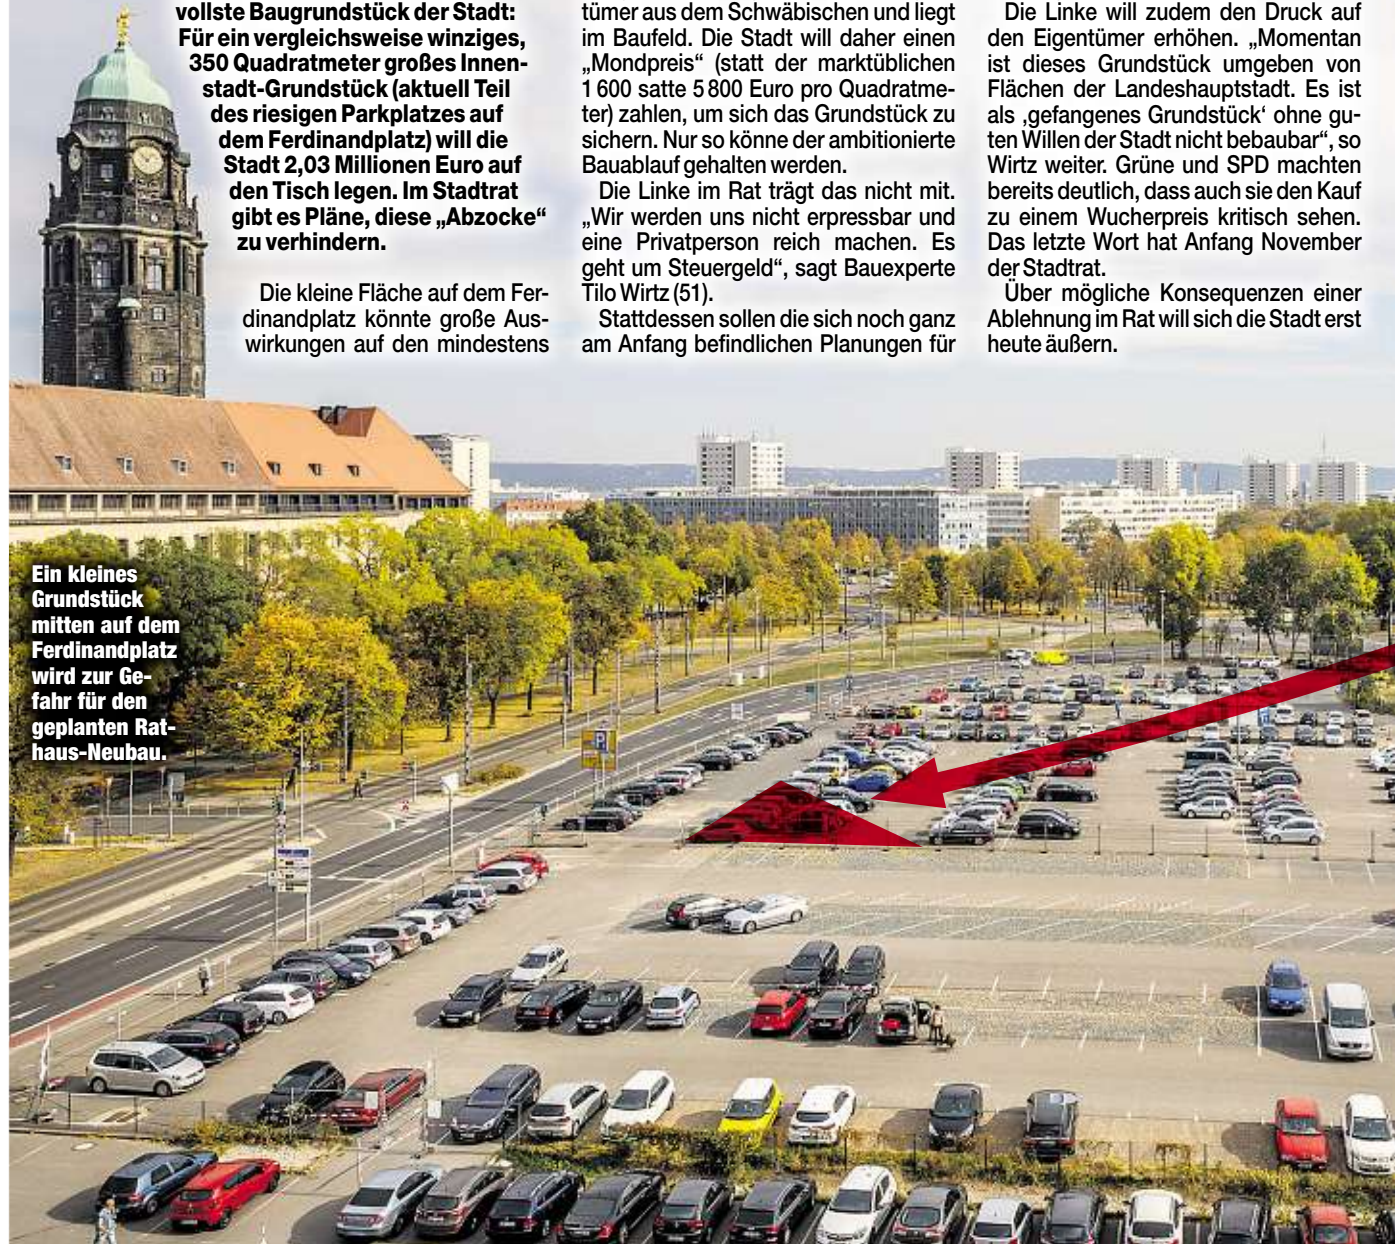 vollste Baugrundstück der Stadt:
Für ein vergleichsweise winziges,
350 Quadratmeter großes Innen-
stadt-Grundstück (aktuell Teil
des riesigen Parkplatzes auf
dem Ferdinandplatz) will die
Stadt 2,03 Millionen Euro auf
den Tisch legen. Im Stadtrat
gibt es Pläne, diese „Abzocke“
zu verhindern.
Die kleine Fläche auf dem Fer-
dinandplatz könnte große Aus-
wirkungen auf den mindestens
tümer aus dem Schwäbischen und liegt
im Baufeld. Die Stadt will daher einen
„Mondpreis“ (statt der marktüblichen
1600 satte 5800 Euro pro Quadratme-
ter) zahlen, um sich das Grundstück zu
sichern. Nur so könne der ambitionierte
Bauablauf gehalten werden.
Die Linke im Rat trägt das nicht mit.
„Wir werden uns nicht erpressbar und
eine Privatperson reich machen. Es
geht um Steuergeld“, sagt Bauexperte
Tilo Wirtz (51).
Stattdessen sollen die sich noch ganz
am Anfang befindlichen Planungen für
Die Linke will zudem den Druck auf
den Eigentümer erhöhen. „Momentan
ist dieses Grundstück umgeben von
Flächen der Landeshauptstadt. Es ist
als ‚gefangenes Grundstück‘ ohne gu-
ten Willen der Stadt nicht bebaubar“, so
Wirtz weiter. Grüne und SPD machten
bereits deutlich, dass auch sie den Kauf
zu einem Wucherpreis kritisch sehen.
Das letzte Wort hat Anfang November
der Stadtrat.
Über mögliche Konsequenzen einer
Ablehnung im Rat will sich die Stadt erst
heute äußern.
Ein kleines
Grundstück
mitten auf dem
Ferdinandplatz
wird zur Ge-
fahr für den
geplanten Rat-
haus-Neubau.
P